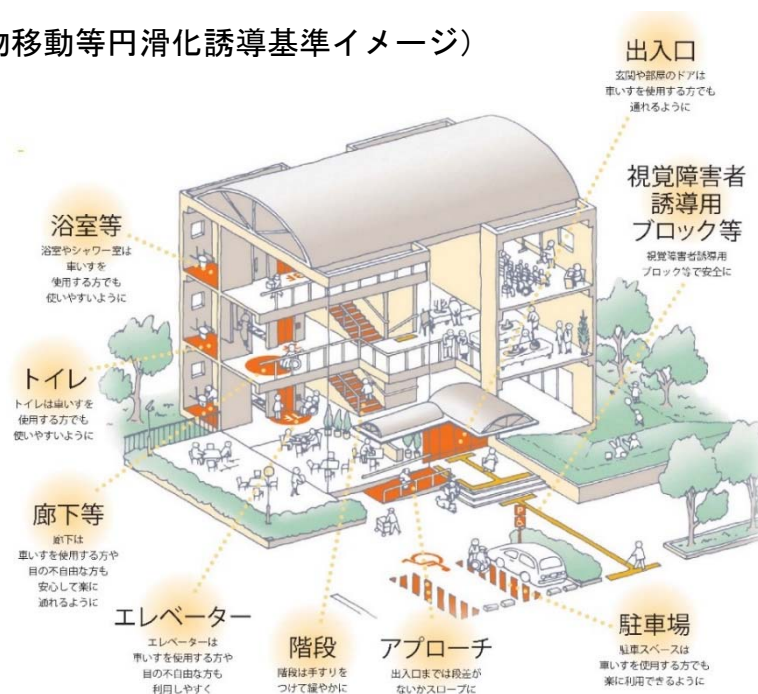 物移動等円滑化誘導基準イメージ）
出入口
玄関や部屋のドアは
車いすを使用する方でも
通れるように
視覚障害者
誘導用
ブロック等
視覚障害者誘導用
ブロック等で安全に
浴室等
浴室やシャワー室は
車いすを
使用する方でも
使いやすいように
トイレ
トイレは車いすを
使用する方でも
使いやすいように
廊下等
廊下は
車いすを使用する方や
目の不自由な方も
安心して楽に
通れるように
エレベーター
エレベーターは
車いすを使用する方や
目の不自由な方も
利用しやすく
階段
階段は手すりを
つけて緩やかに
アプローチ
出入口までは段差が
ないかスロープに
駐車場
駐車スペースは
車いすを使用する方でも
楽に利用できるように
P